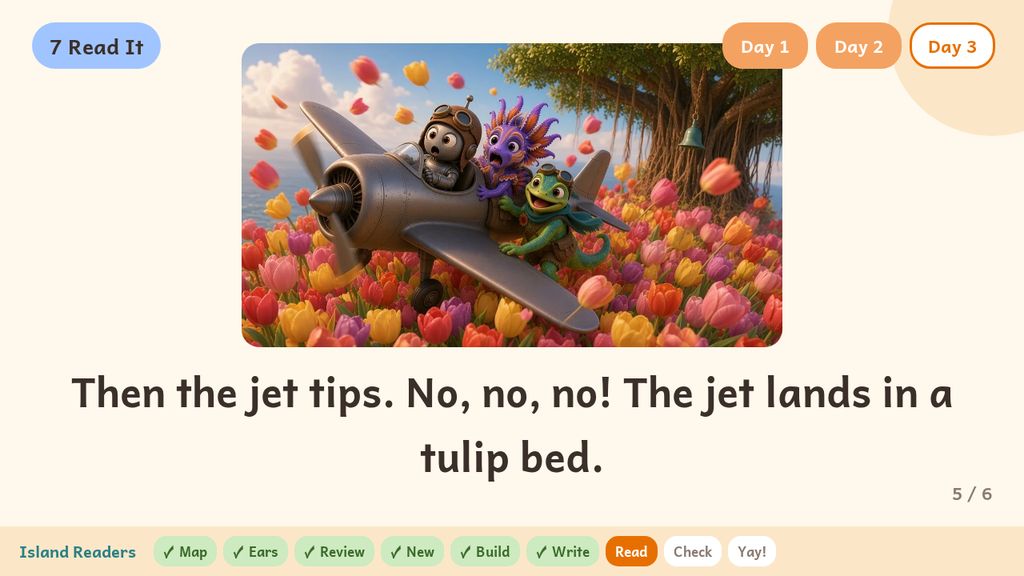 7 Read It
Day 1
Day 2
Day 3
Then the jet tips. No, no, no! The jet lands in a
tulip bed.
5 / 6
Island Readers
✓ Map
✓ Ears
✓ Review
✓ New
✓ Build
✓ Write
Read
Check
Yay!